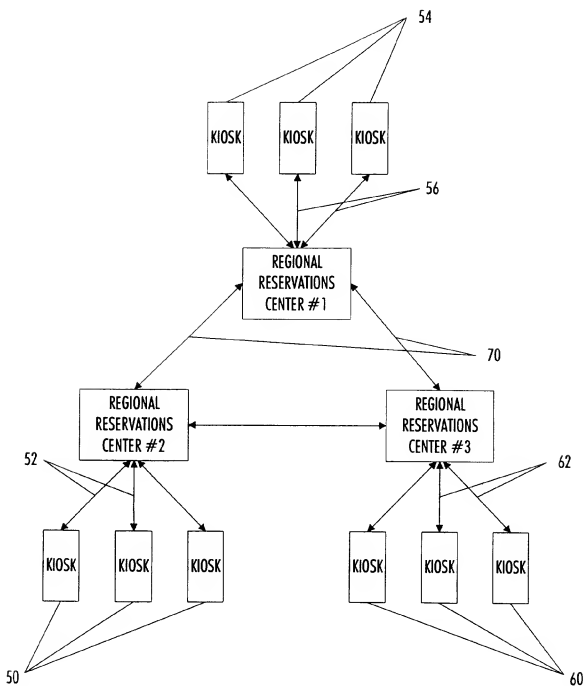 54
KIOSK KIOSK KIOSK
56
REGIONAL
RESERVATIONS
CENTER #1
70
REGIONAL
RESERVATIONS
CENTER #2
REGIONAL
RESERVATIONS
CENTER #3
52
62
KIOSK KIOSK KIOSK
KIOSK KIOSK KIOSK
50
60